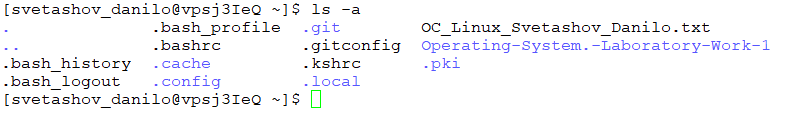 [svetashov_danilo@vpsj3IeQ ~]$ ls -a
. .bash_profile .git OC_Linux_Svetashov_Danilo.txt
.. .bashrc .gitconfig Operating-System.-Laboratory-Work-1
.bash_history .cache .kshrc .pki
.bash_logout .config .local
[svetashov_danilo@vpsj3IeQ ~]$